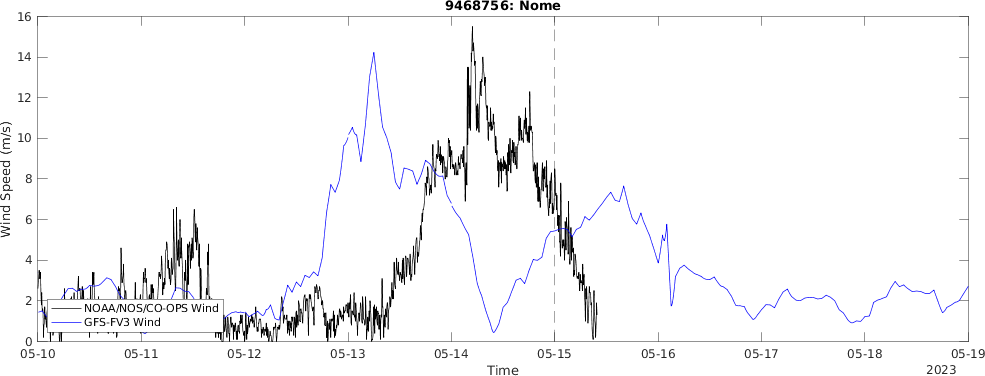 9468756: Nome
16
14
12
10
8
6
4
2
0
Wind Speed (m/s)
NOAA/NOS/CO-OPS Wind
GFS-FV3 Wind
05-10 05-11 05-12 05-13 05-14 05-15 05-16 05-17 05-18 05-19
Time
2023